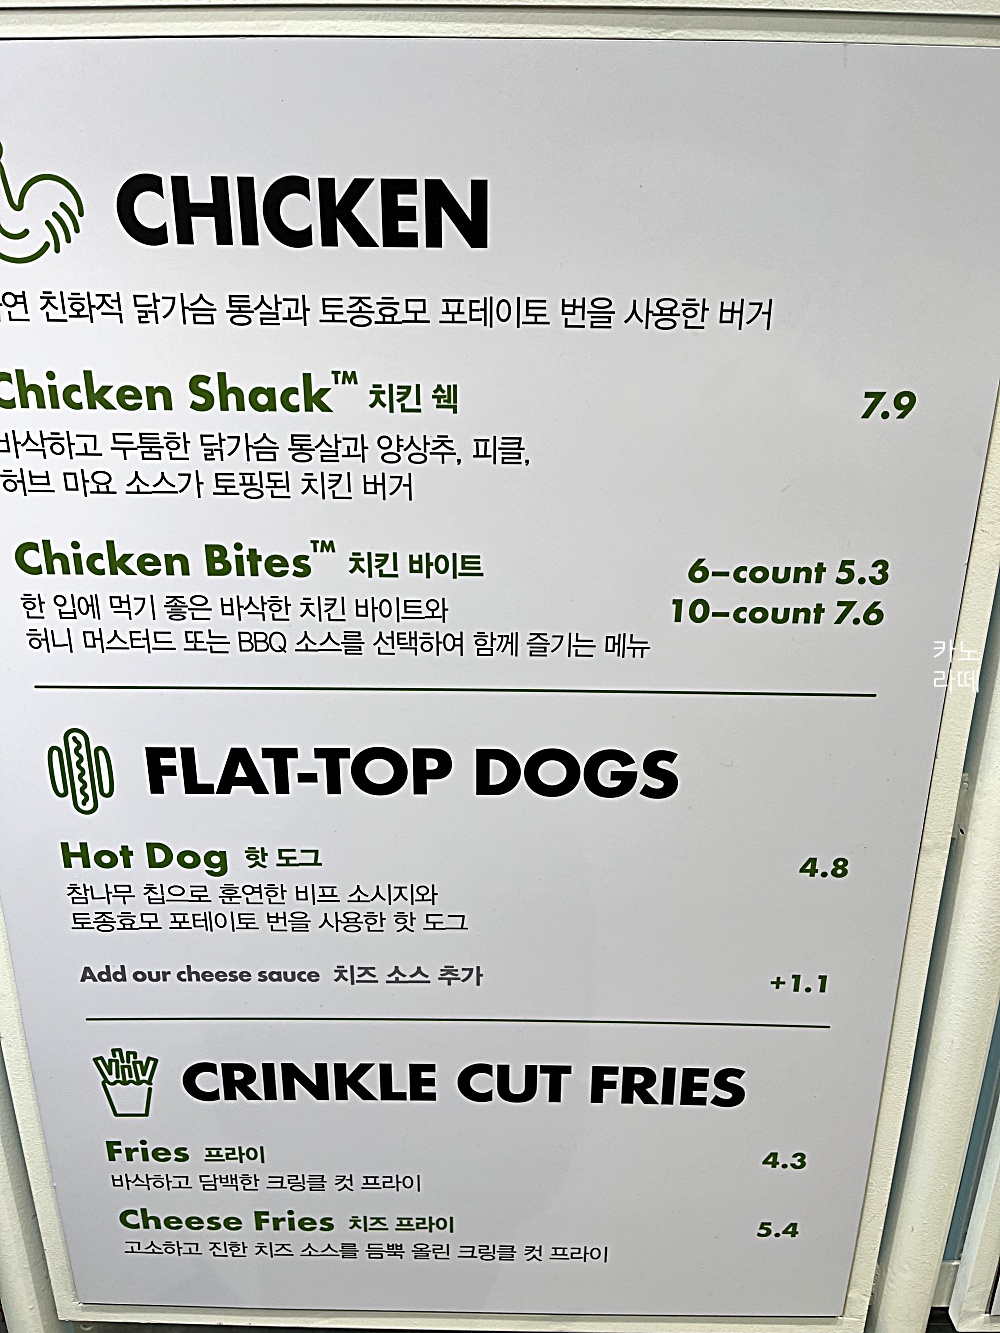 CHICKEN
친화적 닭가슴 통살과 토종효모 포테이토 번을 사용한 버거
Chicken Shack™ 치킨 쉑 7.9
바삭하고 두툼한 닭가슴 통살과 양상추, 피클,
허브 마요 소스가 토핑된 치킨 버거
Chicken Bites™ 치킨 바이트 6-count 5.3
한 입에 먹기 좋은 바삭한 치킨 바이트와 10-count 7.6
허니 머스터드 또는 BBQ 소스를 선택하여 함께 즐기는 메뉴
카노
라떼
FLAT-TOP DOGS
Hot Dog 핫 도그 4.8
참나무 칩으로 훈연한 비프 소시지와
토종효모 포테이토 번을 사용한 핫 도그
Add our cheese sauce 치즈 소스 추가 +1.1
CRINKLE CUT FRIES
Fries 프라이 4.3
바삭하고 담백한 크링클 컷 프라이
Cheese Fries 치즈 프라이 5.4
고소하고 진한 치즈 소스를 듬뿍 올린 크링클 컷 프라이